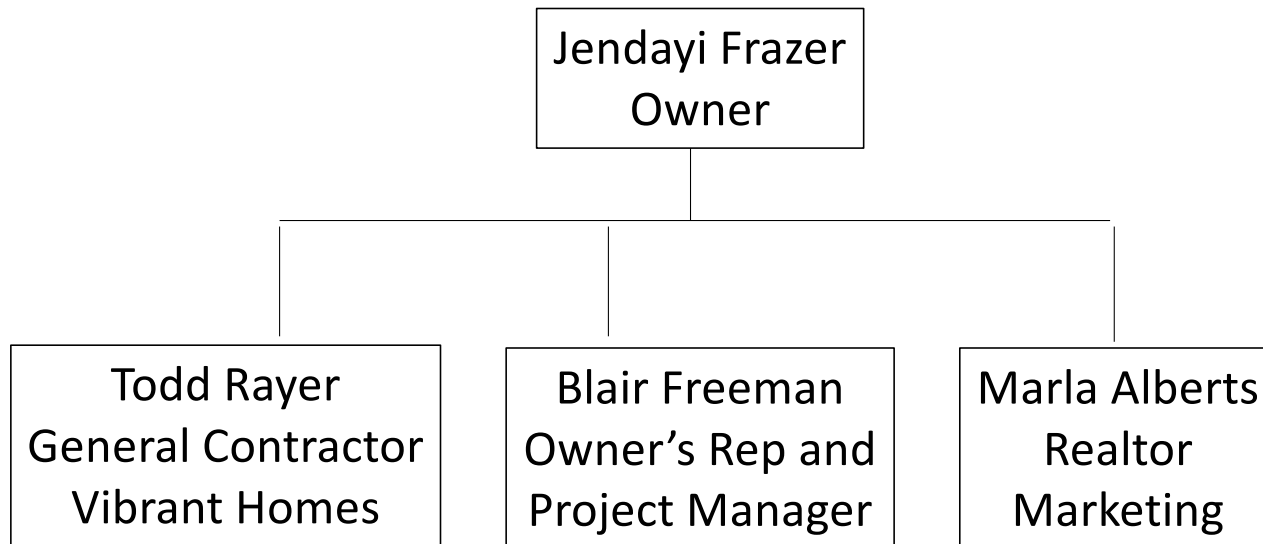 Jendayi Frazer
Owner
Todd Rayer
General Contractor
Vibrant Homes
Blair Freeman
Owner’s Rep and
Project Manager
Marla Alberts
Realtor
Marketing